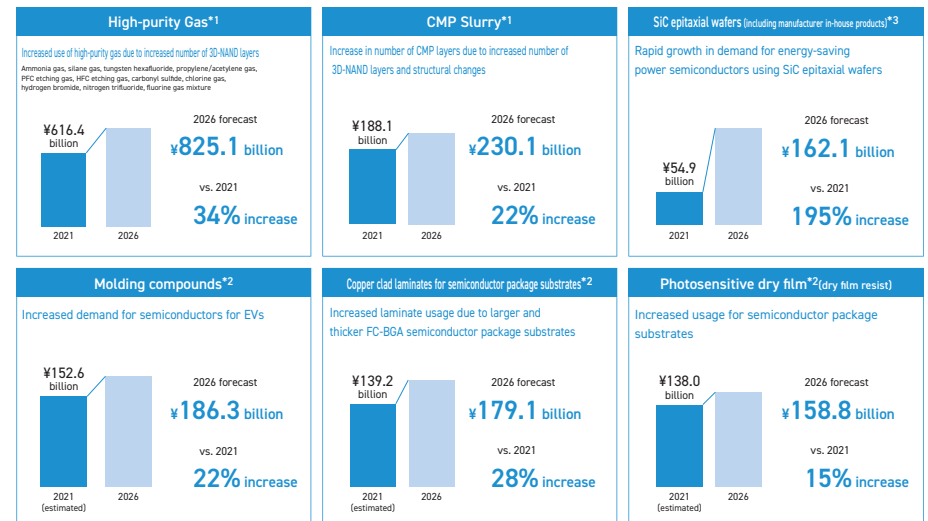 High-purity Gas*1
Increased use of high-purity gas due to increased number of 3D-NAND layers
Ammonia gas, silane gas, tungsten hexafluoride, propylene/acetylene gas,
PFC etching gas, HFC etching gas, carbonyl sulfide, chlorine gas,
hydrogen bromide, nitrogen trifluoride, fluorine gas mixture
¥616.4
billion
2026 forecast
¥825.1 billion
vs. 2021
34% increase
2021
2026
CMP Slurry*1
Increase in number of CMP layers due to increased number of
3D-NAND layers and structural changes
¥188.1
billion
2026 forecast
¥230.1 billion
vs. 2021
22% increase
2021
2026
SiC epitaxial wafers (including manufacturer in-house products)*3
Rapid growth in demand for energy-saving
power semiconductors using SiC epitaxial wafers
¥54.9
billion
2026 forecast
¥162.1 billion
vs. 2021
195% increase
2021
2026
Molding compounds*2
Increased demand for semiconductors for EVs
¥152.6
billion
2026 forecast
¥186.3 billion
vs. 2021
22% increase
2021
(estimated)
2026
Copper clad laminates for semiconductor package substrates*2
Increased laminate usage due to larger and
thicker FC-BGA semiconductor package substrates
¥139.2
billion
2026 forecast
¥179.1 billion
vs. 2021
28% increase
2021
(estimated)
2026
Photosensitive dry film*2(dry film resist)
Increased usage for semiconductor package
substrates
¥138.0
billion
2026 forecast
¥158.8 billion
vs. 2021
15% increase
2021
(estimated)
2026